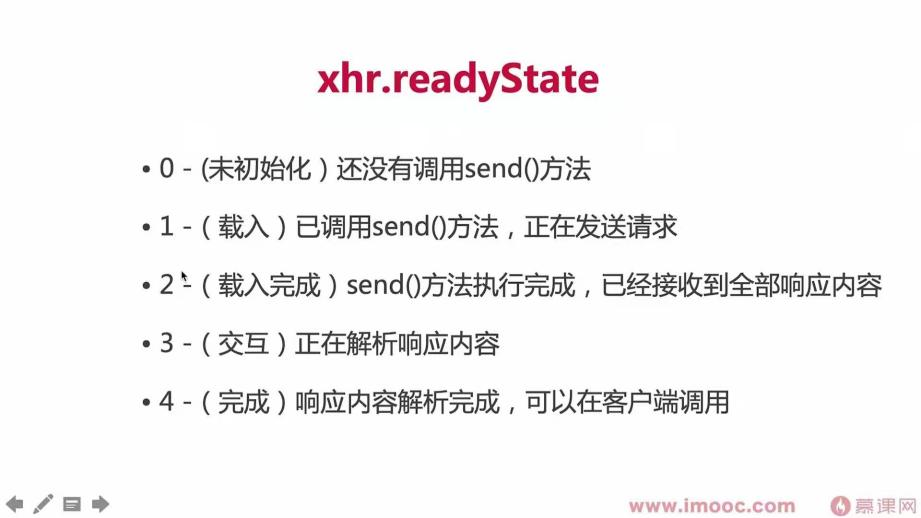 xhr.readyState
• 0 - (未初始化）还没有调用send()方法
• 1 -（ 载入 ）已调用send()方法，正在发送请求
• 2 -（ 载入完成 ）send()方法执行完成，已经接收到全部响应内容
• 3 -（ 交互 ）正在解析响应内容
• 4 -（ 完成 ）响应内容解析完成，可以在客户端调用
www.imooc.com 慕课网